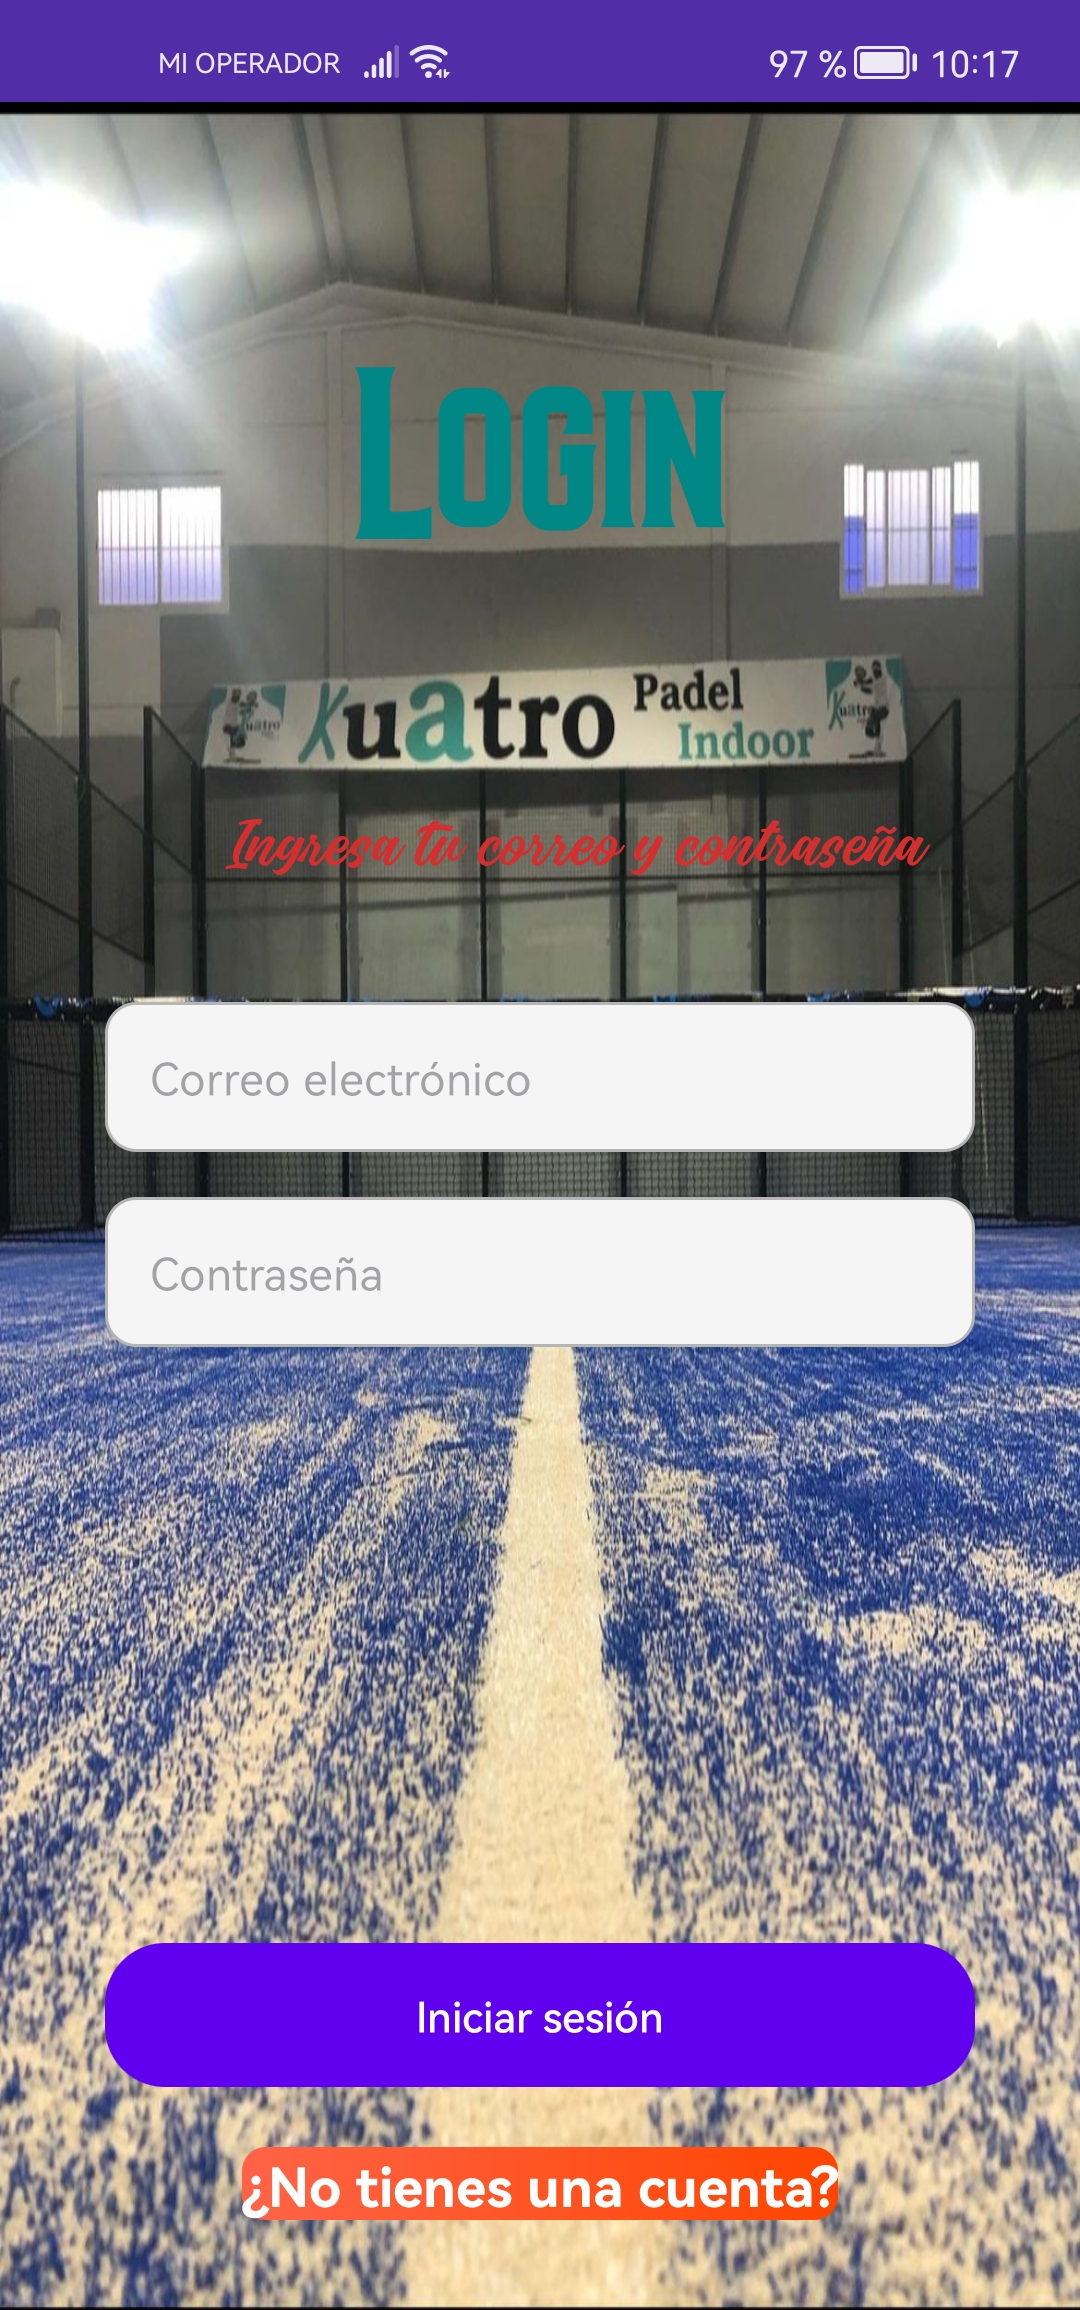 MI OPERADOR 97 % 10:17
LOGIN
Kuatro Padel
Indoor
Ingresa tu correo y contraseña
Correo electrónico
Contraseña
Iniciar sesión
¿No tienes una cuenta?